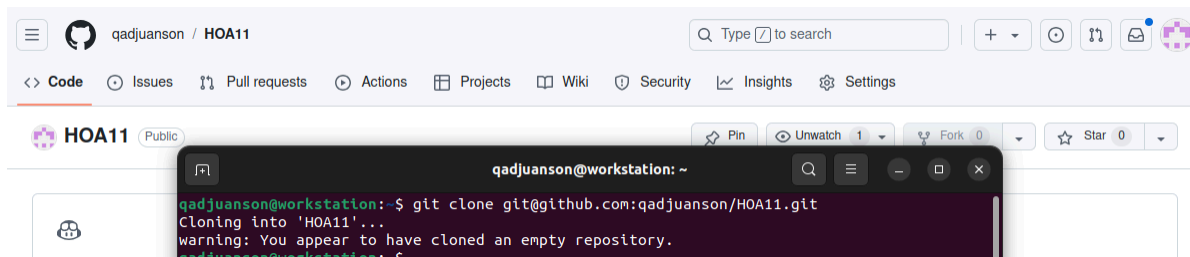 qadjuanson / HOA11
Type / to search
Code Issues Pull requests Actions Projects Wiki Security Insights Settings
HOA11 Public
Pin Unwatch 1 Fork 0 Star 0
qadjuanson@workstation: ~
qadjuanson@workstation:~$ git clone git@github.com:qadjuanson/HOA11.git
Cloning into 'HOA11'...
warning: You appear to have cloned an empty repository.